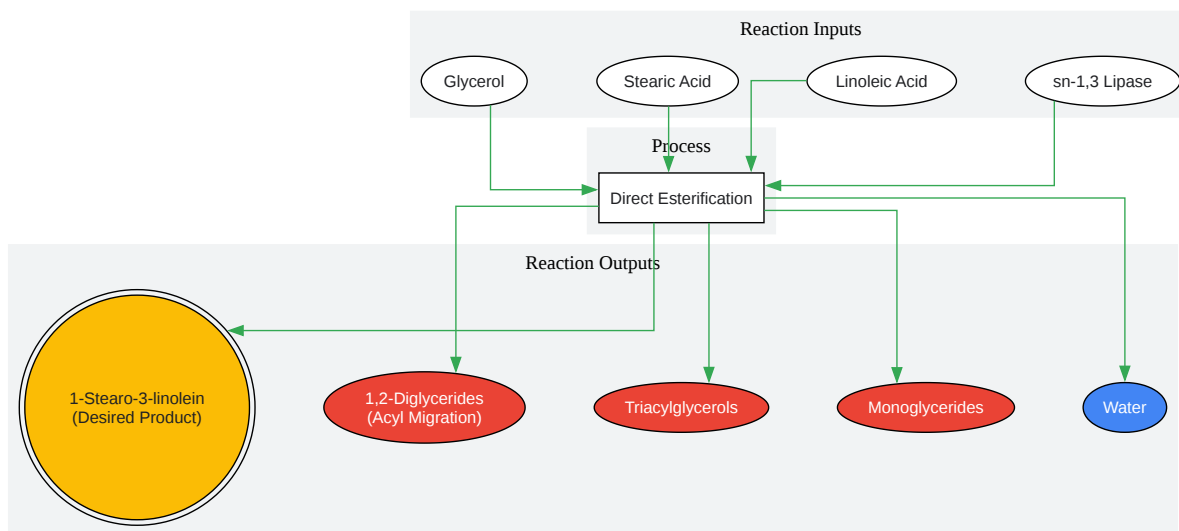 Reaction Inputs
Glycerol
Stearic Acid
Linoleic Acid
sn-1,3 Lipase
Process
Direct Esterification
Reaction Outputs
1-Stearo-3-linolein
(Desired Product)
1,2-Diglycerides
(Acyl Migration)
Triacylglycerols
Monoglycerides
Water